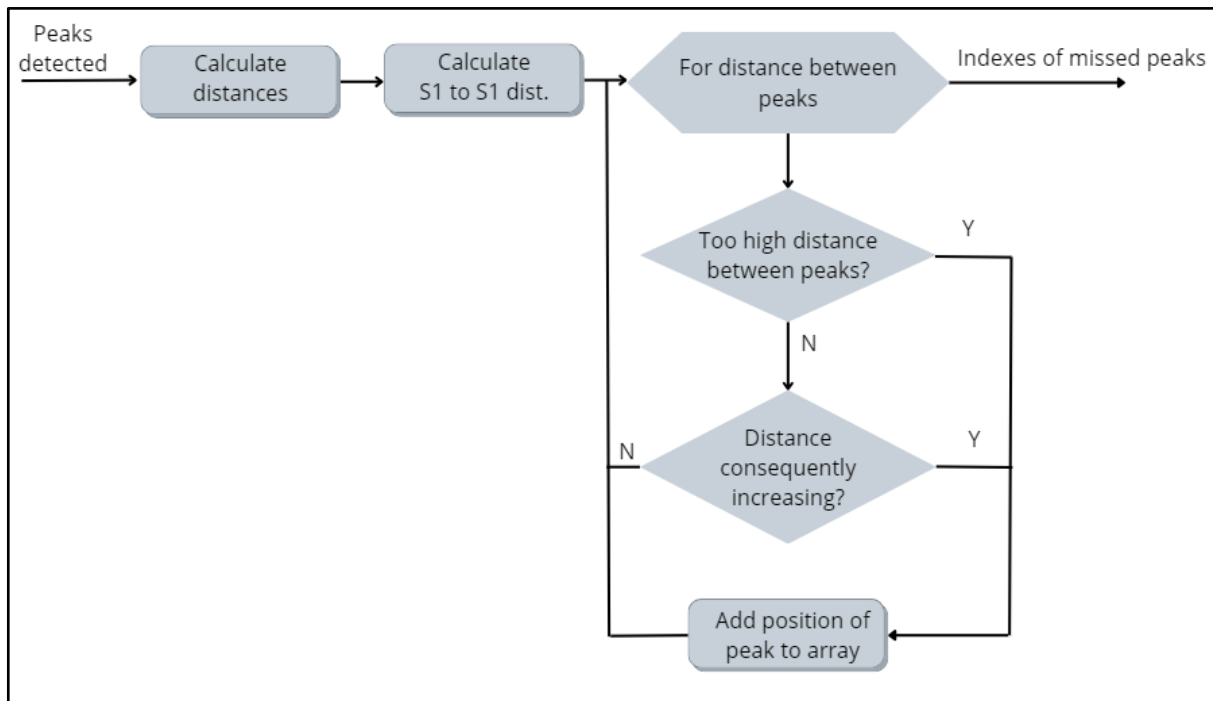 Peaks
detected
Calculate
distances
Calculate
S1 to S1 dist.
For distance between
peaks
Indexes of missed peaks
Too high distance
between peaks?
Y
N
Distance
consequently
increasing?
N
Y
Add position of
peak to array